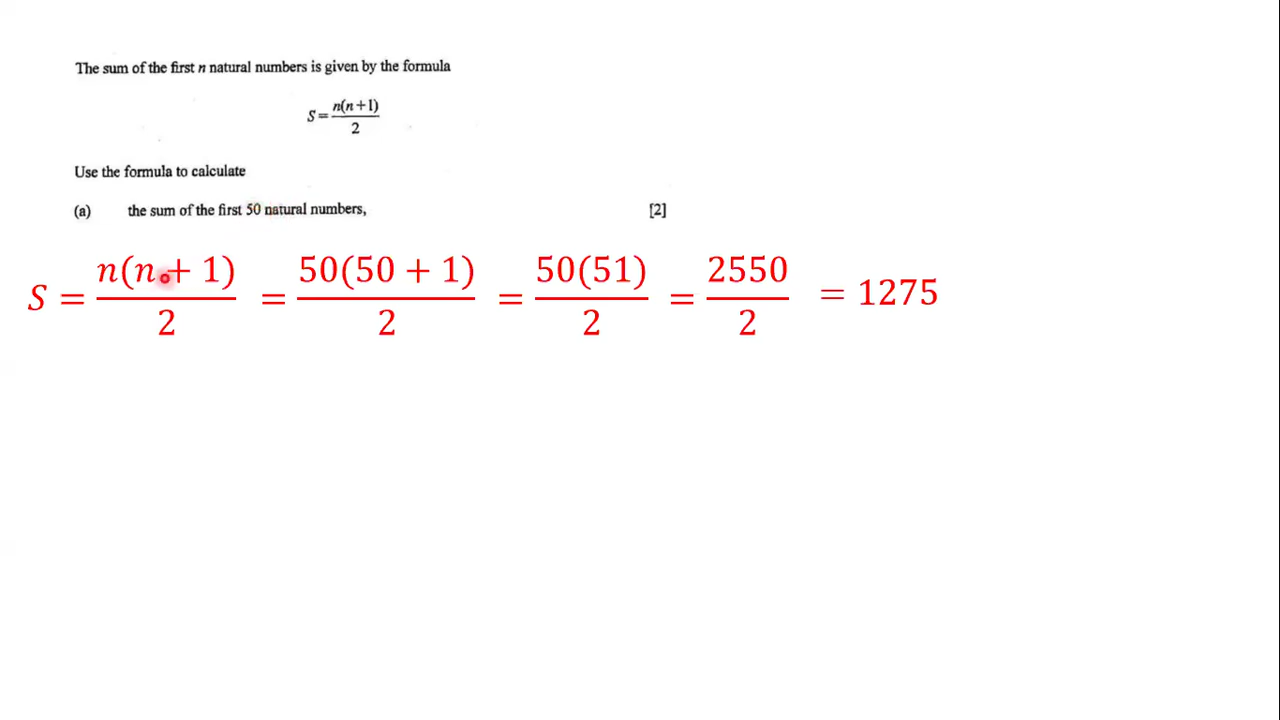 The sum of the first n natural numbers is given by the formula
S = n(n+1)/2
Use the formula to calculate
(a) the sum of the first 50 natural numbers, [2]
S = n(n + 1)/2 = 50(50 + 1)/2 = 50(51)/2 = 2550/2 = 1275